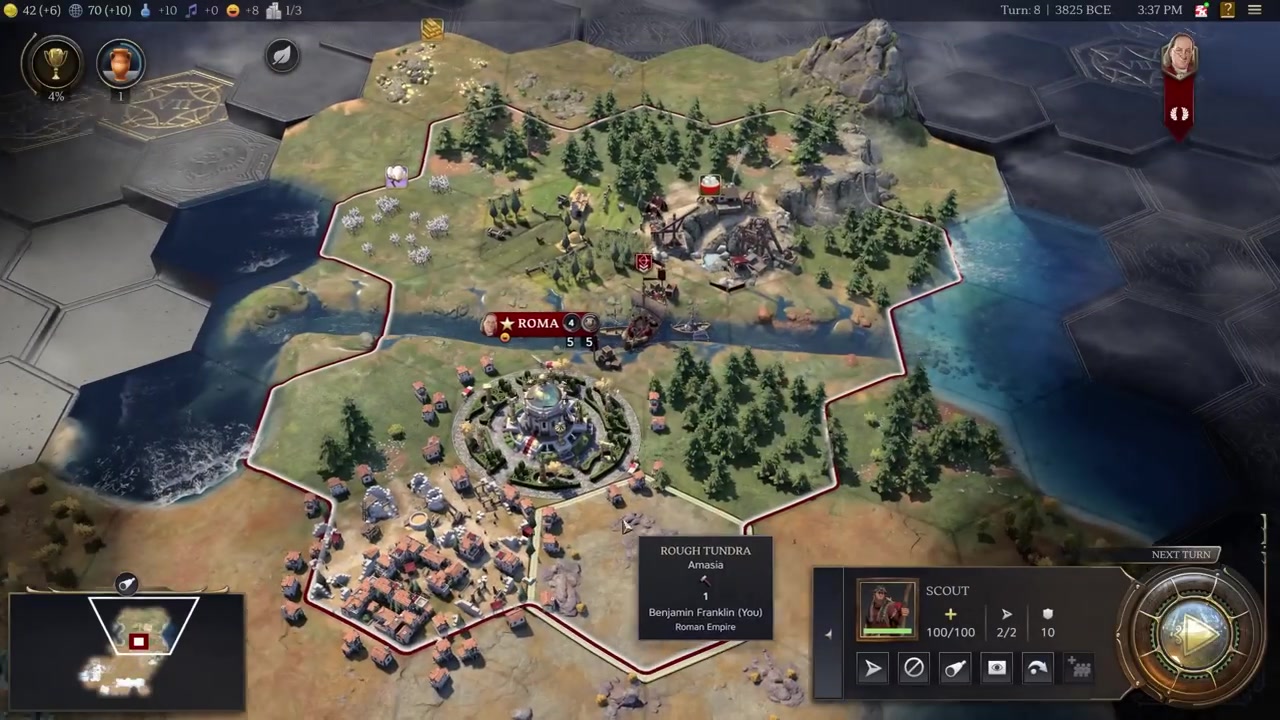 42 (+6) 70 (+10) +10 +0 +8 1/3
Turn: 8 | 3825 BCE 3:37 PM ?
4%
1
ROMA 4
5 5
ROUGH TUNDRA
Amasia
1
Benjamin Franklin (You)
Roman Empire
NEXT TURN
SCOUT
100/100 2/2 10